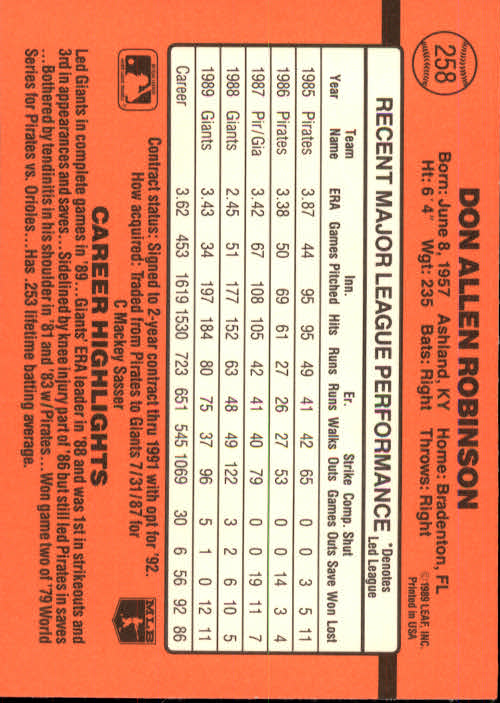 258
DON ALLEN ROBINSON
Born: June 8, 1957 Ashland, KY Home: Bradenton, FL
Ht: 6' 4" Wgt: 235 Bats: Right Throws: Right
©1989 LEAF, INC.
Printed in USA
RECENT MAJOR LEAGUE PERFORMANCE *Denotes Led League
Year Team Name ERA Games Inn. Pitched Hits Runs Er. Runs Walks Strike Outs Comp. Games Shut Outs Save Won Lost
1985 Pirates 3.87 44 95 95 49 41 42 65 0 0 3 5 11
1986 Pirates 3.38 50 69 61 27 26 27 53 0 0 14 3 4
1987 Pir/Gia 3.42 67 108 105 42 41 40 79 0 0 19 11 7
1988 Giants 2.45 51 177 152 63 48 49 122 3 2 6 10 5
1989 Giants 3.43 34 197 184 80 75 37 96 5 1 0 12 11
Career 3.62 453 1619 1530 723 651 545 1069 30 6 56 92 86
Contract status: Signed to 2-year contract thru 1991 with opt for '92.
How acquired: Traded from Pirates to Giants 7/31/87 for
C Mackey Sasser
MLB
CAREER HIGHLIGHTS
Led Giants in complete games in '89...Giants' ERA leader in '88 and was 1st in strikeouts and
3rd in appearances and saves...Sidelined by knee injury part of '86 but still led Pirates in saves
...Bothered by tendinitis in his shoulder in '81 and '83 w/Pirates...Won game two of '79 World
Series for Pirates vs. Orioles...Has .253 lifetime batting average.